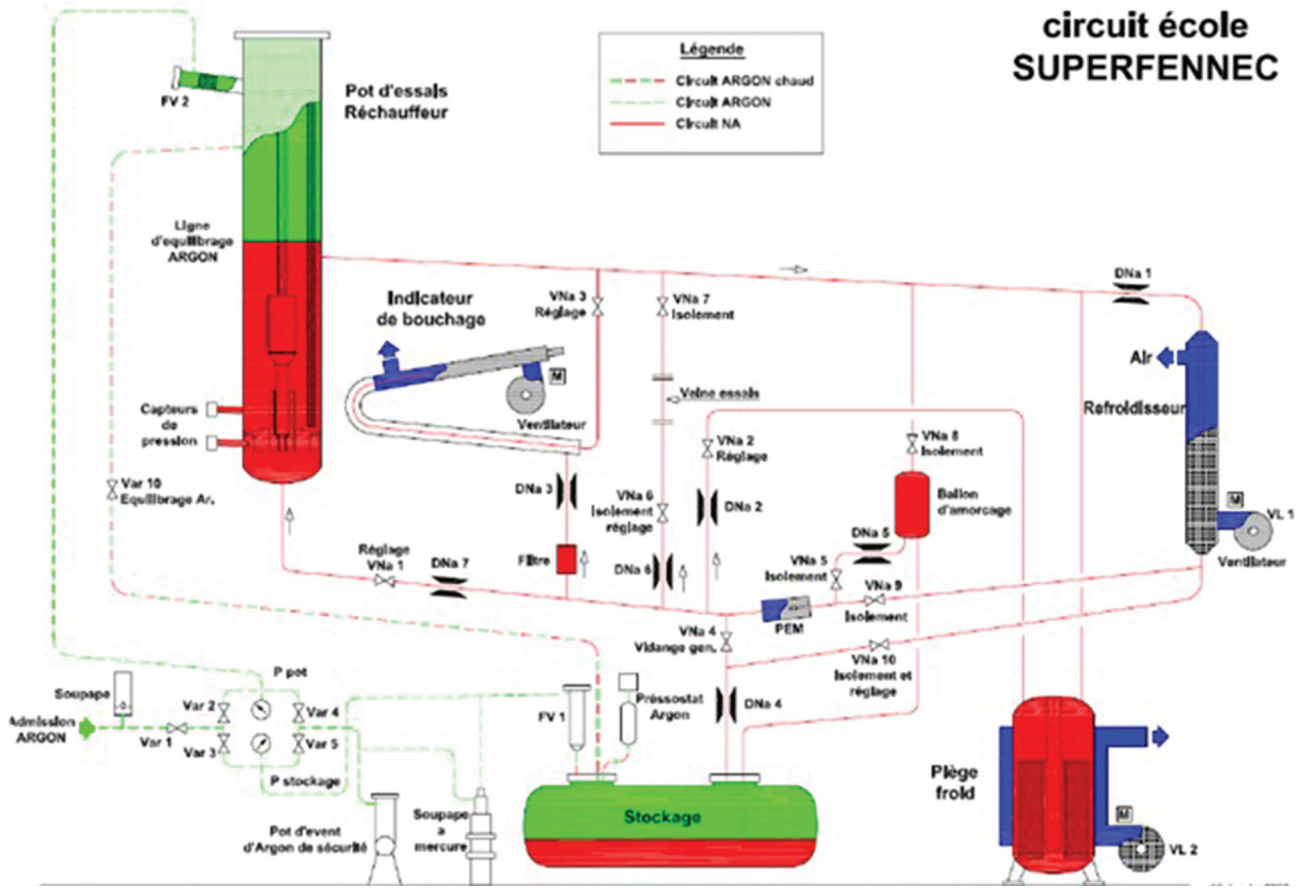 circuit école
SUPERFENNEC
Légende
Circuit ARGON chaud
Circuit ARGON
Circuit NA
FV 2
Pot d'essais
Réchauffeur
Ligne
d'equilibrage
ARGON
Indicateur
de bouchage
VNa 3
Réglage
VNa 7
Isolement
DNa 1
Air
Refroidisseur
M
Ventilateur
Veine essais
Capteurs
de
pression
VNa 2
Réglage
VNa 8
Isolement
Var 10
Equilibrage Ar.
DNa 3
VNa 6
Isolement
réglage
DNa 2
Ballon
d'amorcage
M
VL 1
Ventilateur
Réglage
VNa 1
DNa 7
Filtre
DNa 6
DNa 5
VNa 5
Isolement
VNa 9
Isolement
PEM
VNa 4
Vidange gen.
VNa 10
Isolement et
réglage
P pot
Soupape
Admission
ARGON
Var 1
Var 2
Var 3
Var 4
Var 5
P stockage
FV 1
Préssostat
Argon
DNa 4
Stockage
Pot d'event
d'Argon de sécurité
Soupape
a
mercure
Piège
froid
M
VL 2